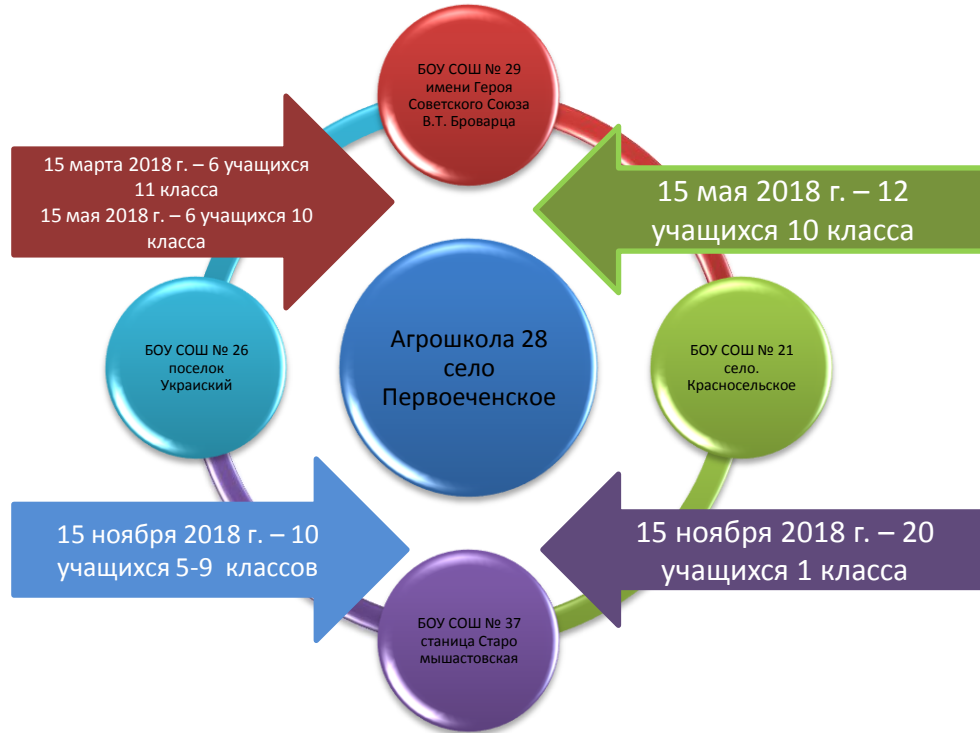 БОУ СОШ № 29
имени Героя
Советского Союза
В.Т. Броварца
15 марта 2018 г. – 6 учащихся
11 класса
15 мая 2018 г. – 6 учащихся 10
класса
15 мая 2018 г. – 12
учащихся 10 класса
БОУ СОШ № 26
поселок
Украиский
Агрошкола 28
село
Первоеченское
БОУ СОШ № 21
село.
Красносельское
15 ноября 2018 г. – 10
учащихся 5-9 классов
15 ноября 2018 г. – 20
учащихся 1 класса
БОУ СОШ № 37
станица Старо
мышастовская